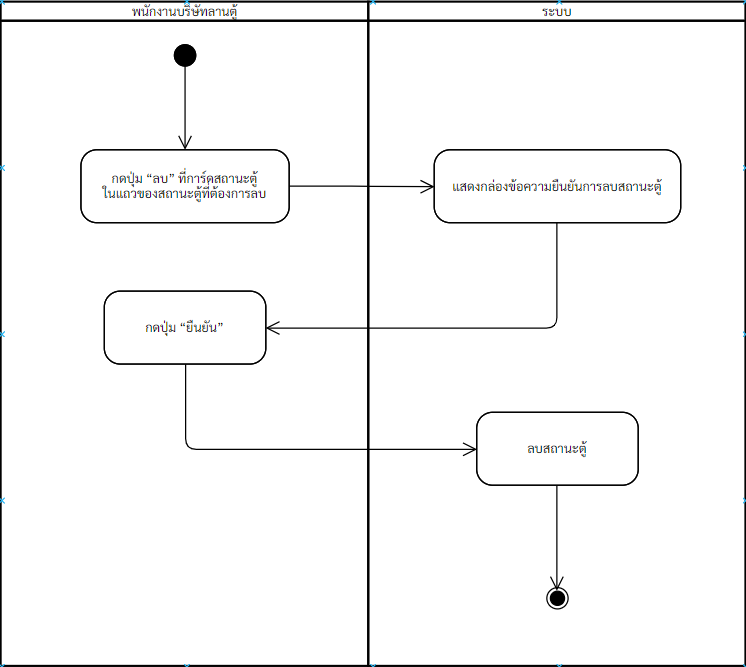 พนักงานบริษัทลานตู้
ระบบ
กดปุ่ม “ลบ” ที่การ์ดสถานะตู้
ในแถวของสถานะตู้ที่ต้องการลบ
แสดงกล่องข้อความยืนยันการลบสถานะตู้
กดปุ่ม “ยืนยัน”
ลบสถานะตู้